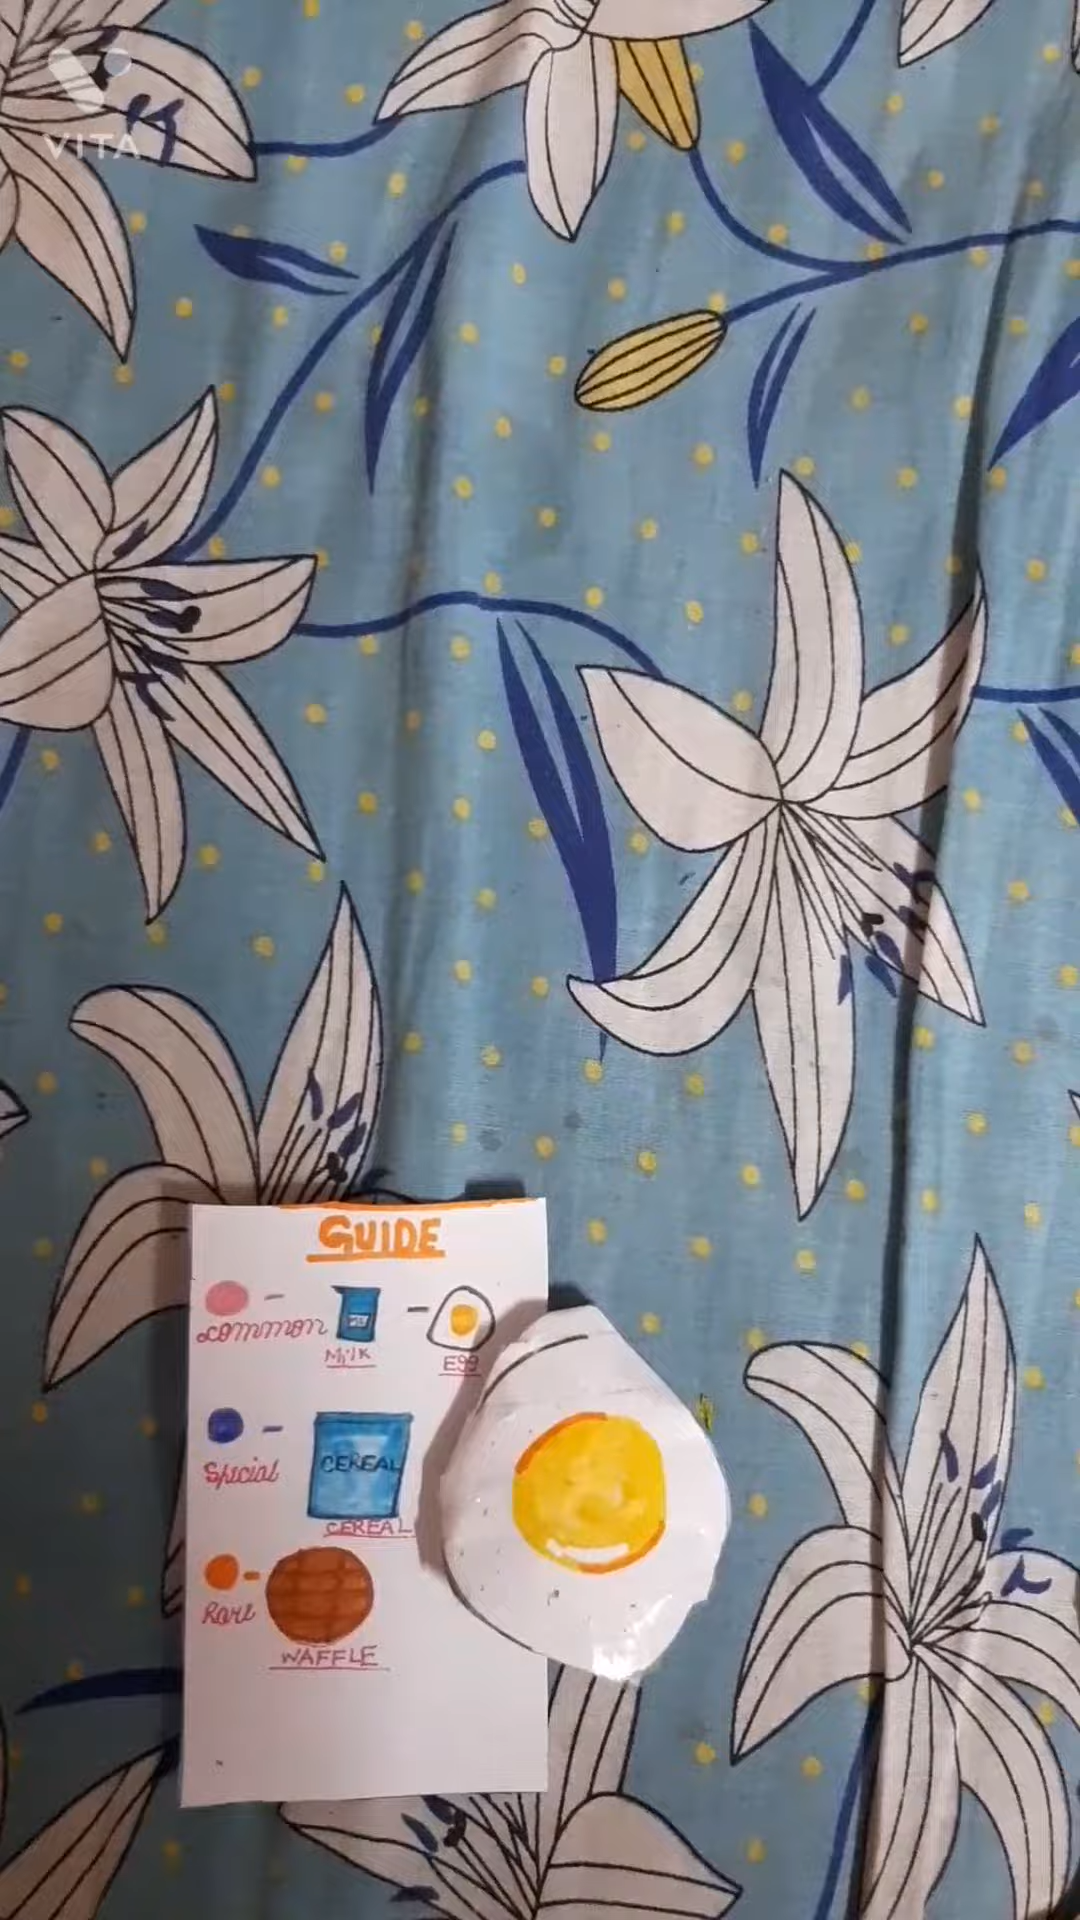 VITA
GUIDE
common
Milk
Egg
Special
CEREAL
CEREAL
Rare
WAFFLE